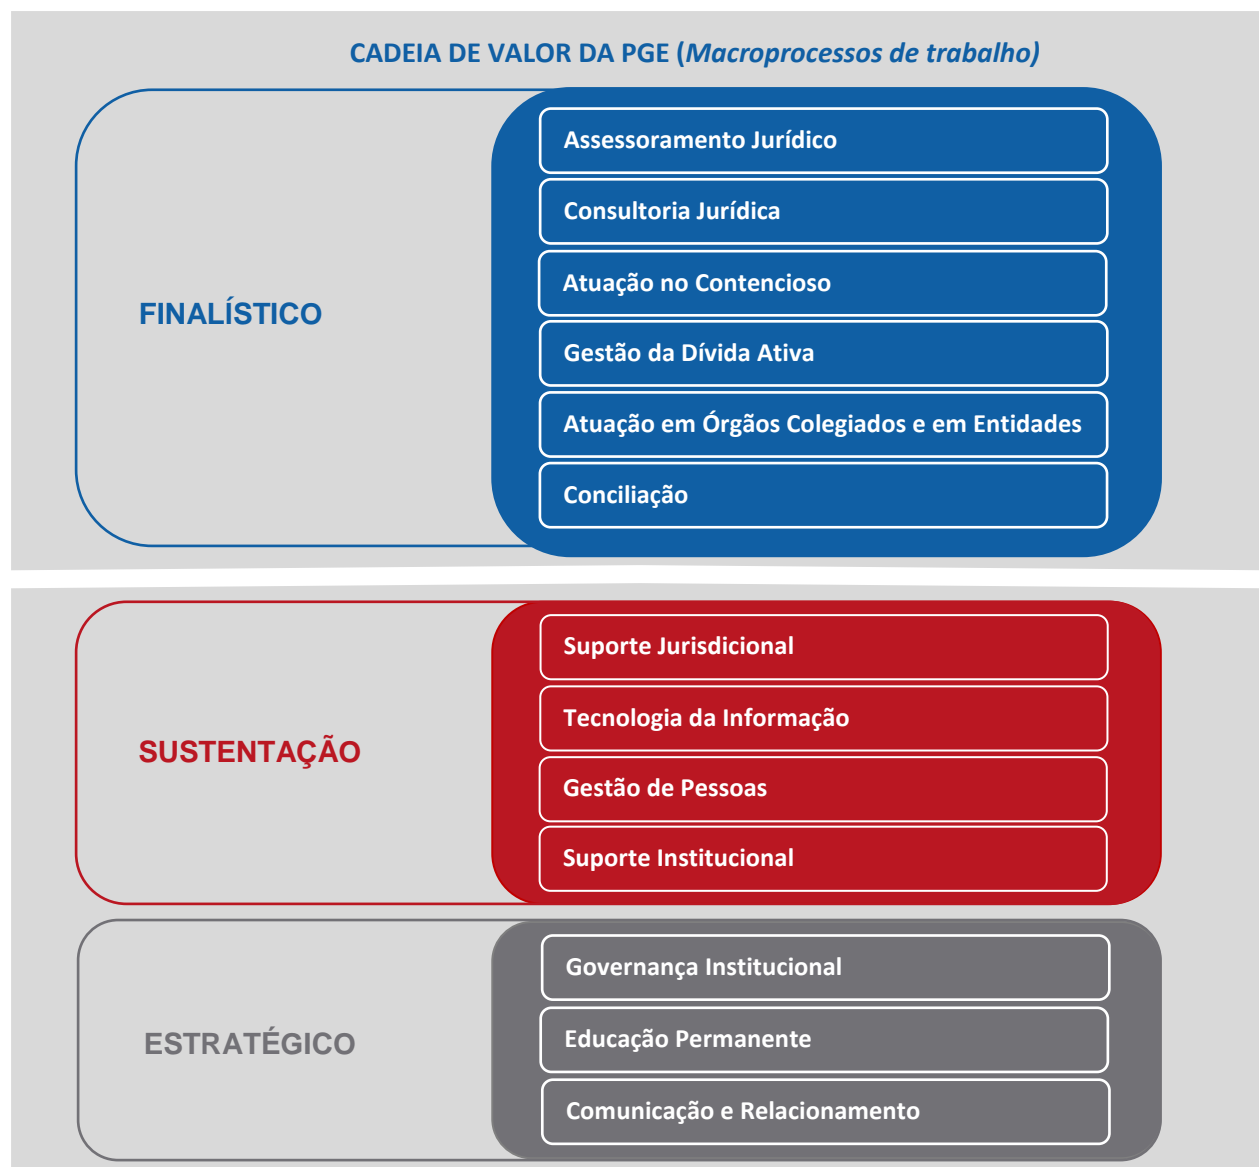 CADEIA DE VALOR DA PGE (Macroprocessos de trabalho)
FINALÍSTICO
Assessoramento Jurídico
Consultoria Jurídica
Atuação no Contencioso
Gestão da Dívida Ativa
Atuação em Órgãos Colegiados e em Entidades
Conciliação
SUSTENTAÇÃO
Suporte Jurisdicional
Tecnologia da Informação
Gestão de Pessoas
Suporte Institucional
ESTRATÉGICO
Governança Institucional
Educação Permanente
Comunicação e Relacionamento